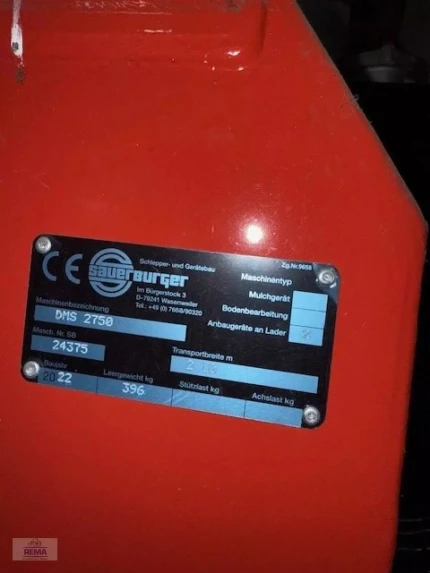 CE
SauerBurger
Schlepper- und Gerätebau
Im Bürgerstock 3
D-79241 Wasenweiler
Tel.: +49 (0) 7668/90320
Zg.Nr.9658
Maschinentyp
Mulchgerät
Bodenbearbeitung
Anbaugeräte an Lader
Maschinenbezeichnung
DMS 2750
Masch. Nr. SB
24375
Transportbreite m
Baujahr
2022
Leergewicht kg
396
Stützlast kg
Achslast kg
REMA